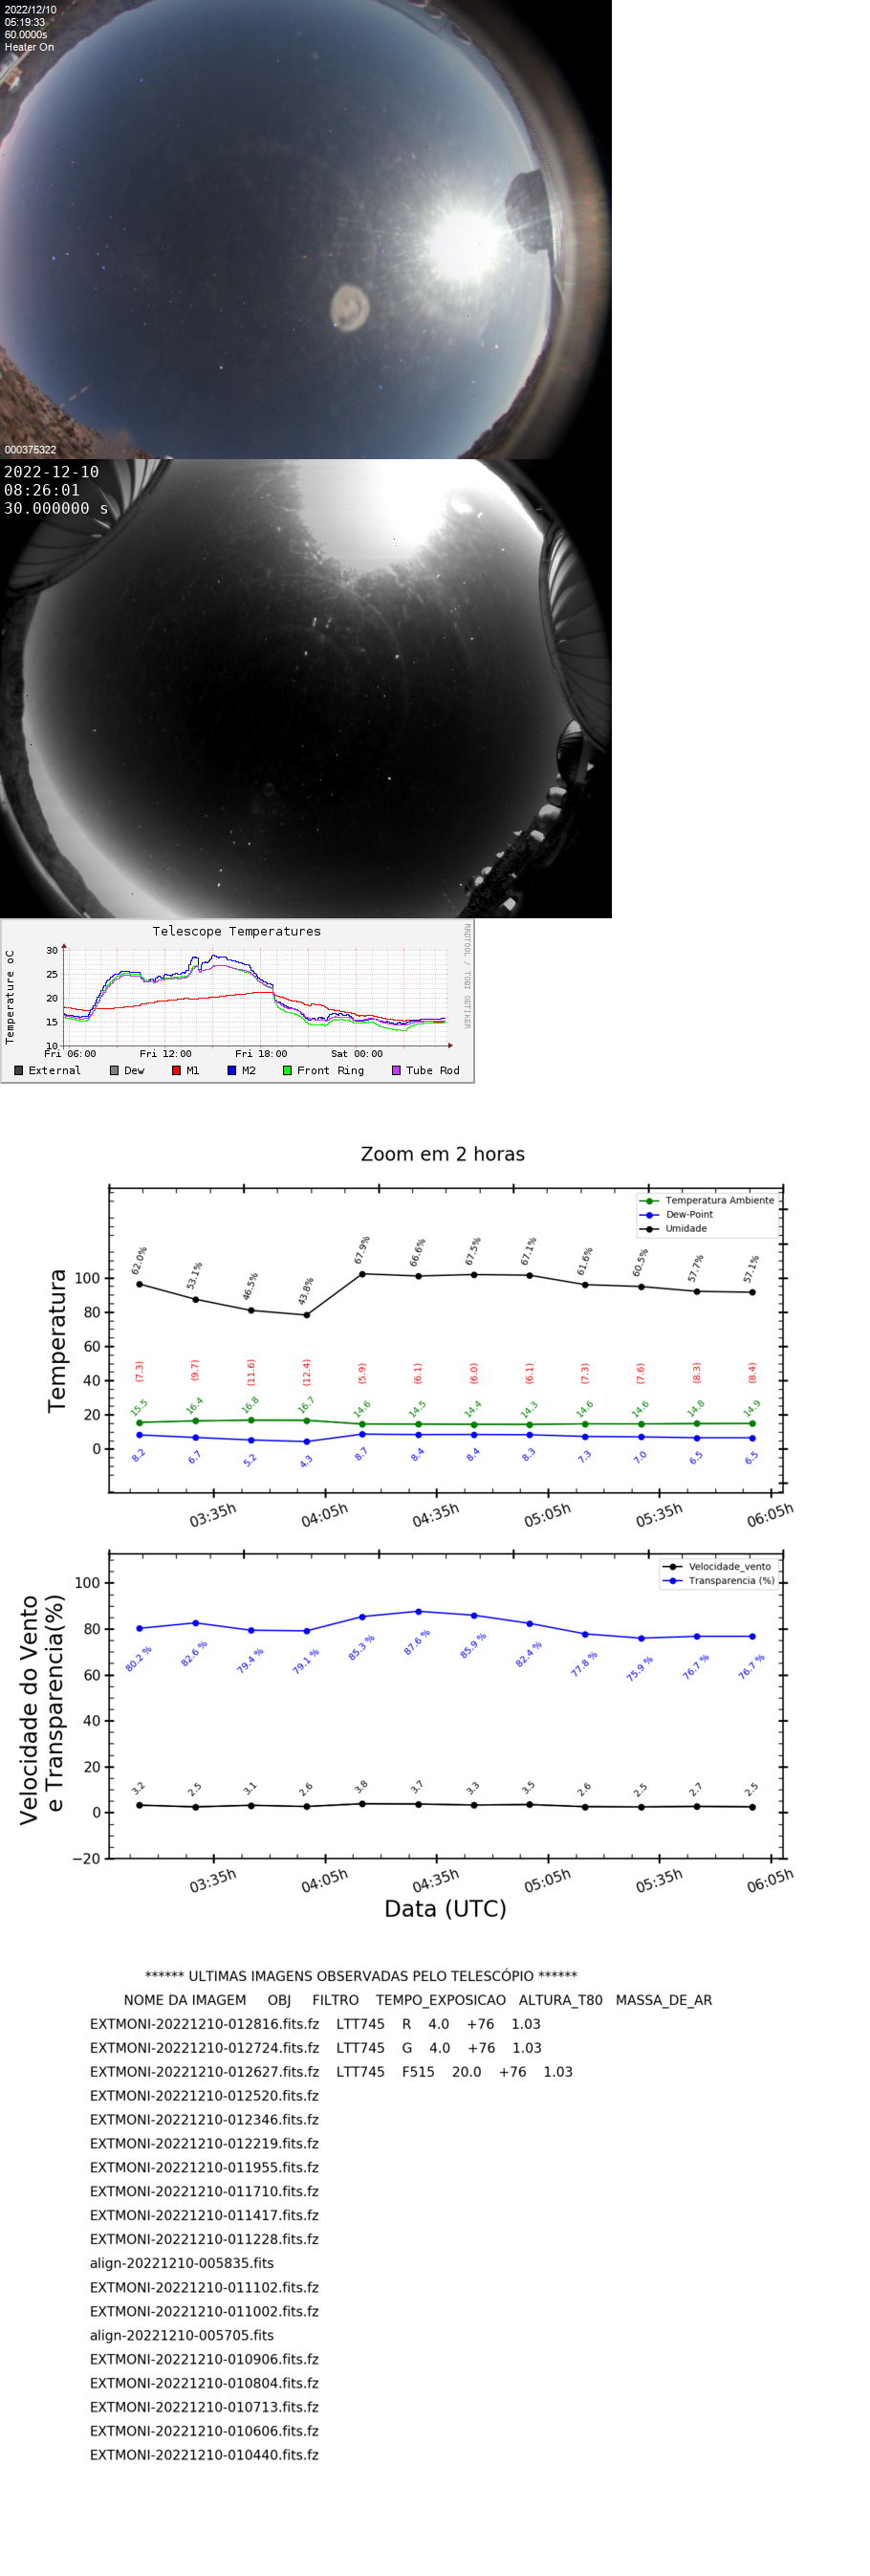 2022/12/10
05:19:33
60.0000s
Heater On
000375322
2022-12-10
08:26:01
30.000000 s
Telescope Temperatures
RRDTOOL / TOBI OETIKER
Temperature oC
30
25
20
15
10
Fri 06:00 Fri 12:00 Fri 18:00 Sat 00:00
External Dew M1 M2 Front Ring Tube Rod
Zoom em 2 horas
Temperatura Ambiente
Dew-Point
Umidade
Temperatura
100
80
60
40
20
0
62.0% 53.1% 46.5% 43.8% 67.9% 66.6% 67.5% 67.1% 61.6% 60.5% 57.7% 57.1%
(7.3) (9.7) (11.6) (12.4) (5.9) (6.1) (6.0) (6.1) (7.3) (7.6) (8.3) (8.4)
15.5 16.4 16.8 16.7 14.6 14.5 14.4 14.3 14.6 14.6 14.8 14.9
8.2 6.7 5.2 4.3 8.7 8.4 8.4 8.3 7.3 7.0 6.5 6.5
03:35h 04:05h 04:35h 05:05h 05:35h 06:05h
Velocidade_vento
Transparencia (%)
Velocidade do Vento
e Transparencia(%)
100
80
60
40
20
0
−20
80.2 % 82.6 % 79.4 % 79.1 % 85.3 % 87.6 % 85.9 % 82.4 % 77.8 % 75.9 % 76.7 % 76.7 %
3.2 2.5 3.1 2.6 3.8 3.7 3.3 3.5 2.6 2.5 2.7 2.5
03:35h 04:05h 04:35h 05:05h 05:35h 06:05h
Data (UTC)
****** ULTIMAS IMAGENS OBSERVADAS PELO TELESCÓPIO ******
NOME DA IMAGEM OBJ FILTRO TEMPO_EXPOSICAO ALTURA_T80 MASSA_DE_AR
EXTMONI-20221210-012816.fits.fz LTT745 R 4.0 +76 1.03
EXTMONI-20221210-012724.fits.fz LTT745 G 4.0 +76 1.03
EXTMONI-20221210-012627.fits.fz LTT745 F515 20.0 +76 1.03
EXTMONI-20221210-012520.fits.fz
EXTMONI-20221210-012346.fits.fz
EXTMONI-20221210-012219.fits.fz
EXTMONI-20221210-011955.fits.fz
EXTMONI-20221210-011710.fits.fz
EXTMONI-20221210-011417.fits.fz
EXTMONI-20221210-011228.fits.fz
align-20221210-005835.fits
EXTMONI-20221210-011102.fits.fz
EXTMONI-20221210-011002.fits.fz
align-20221210-005705.fits
EXTMONI-20221210-010906.fits.fz
EXTMONI-20221210-010804.fits.fz
EXTMONI-20221210-010713.fits.fz
EXTMONI-20221210-010606.fits.fz
EXTMONI-20221210-010440.fits.fz